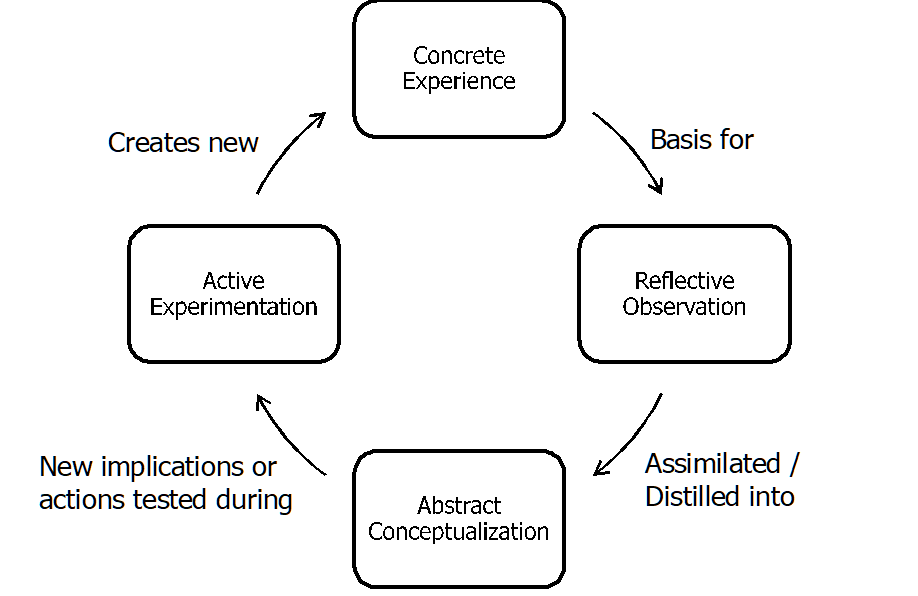 Concrete
Experience
Creates new
Basis for
Active
Experimentation
Reflective
Observation
New implications or
actions tested during
Assimilated /
Distilled into
Abstract
Conceptualization